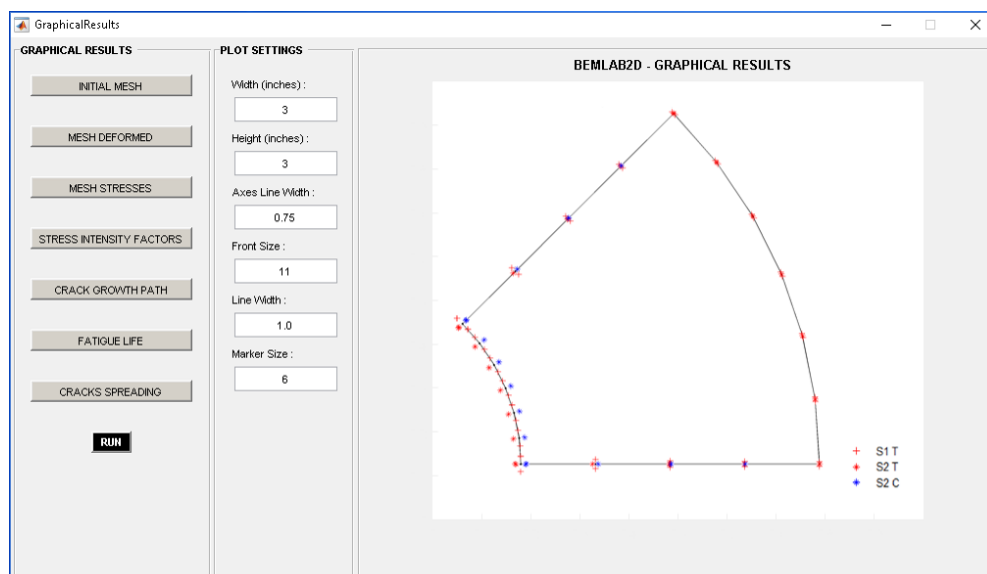 GraphicalResults
GRAPHICAL RESULTS
INITIAL MESH
MESH DEFORMED
MESH STRESSES
STRESS INTENSITY FACTORS
CRACK GROWTH PATH
FATIGUE LIFE
CRACKS SPREADING
RUN
PLOT SETTINGS
Width (inches) :
3
Height (inches) :
3
Axes Line Width :
0.75
Front Size :
11
Line Width :
1.0
Marker Size :
6
BEMLAB2D - GRAPHICAL RESULTS
S1 T
S2 T
S2 C